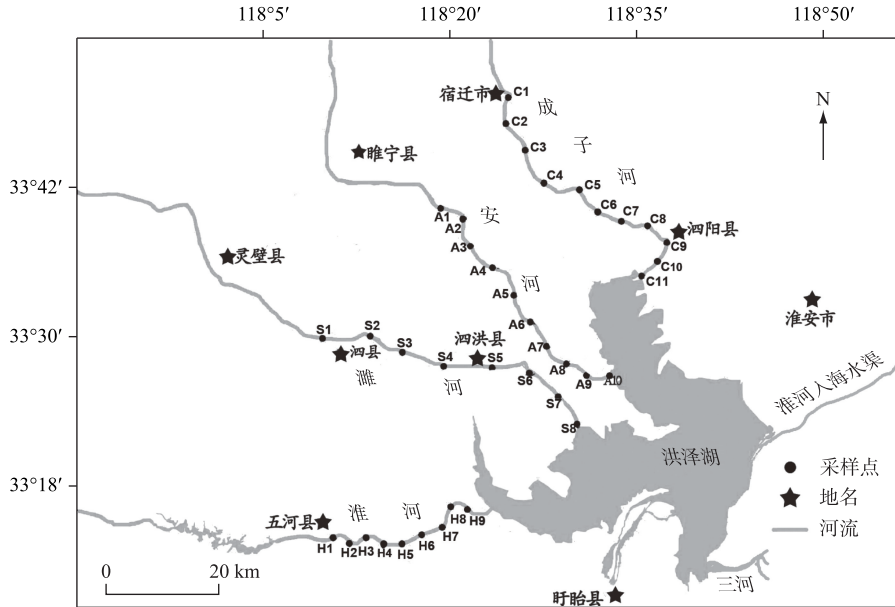 118°5′ 118°20′ 118°35′ 118°50′
33°42′
33°30′
33°18′
N
宿迁市
C1
成
C2
子
C3
河
C4
C5
C6
C7
C8
C9
C10
C11
泗阳县
睢宁县
A1
A2
安
A3
A4
河
A5
A6
A7
A8
A9
A10
灵璧县
淮安市
S1
S2
S3
S4
S5
S6
S7
S8
泗县
泗洪县
濉
河
淮河入海水渠
洪泽湖
五河县
淮 河
H1
H2
H3
H4
H5
H6
H7
H8
H9
三河
盱眙县
采样点
地名
河流
0 20 km